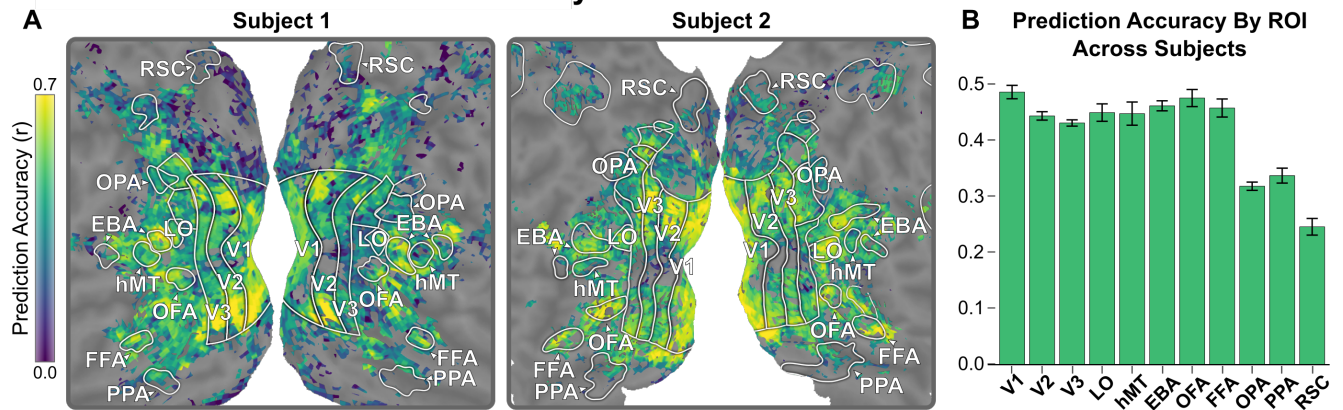 A
Subject 1
Subject 2
B
Prediction Accuracy By ROI
Across Subjects
0.7
Prediction Accuracy (r)
0.0
RSC
RSC
OPA
OPA
EBA
EBA
LO
LO
V1
V1
hMT
hMT
V2
V2
OFA
OFA
V3
V3
FFA
FFA
PPA
PPA
RSC
RSC
OPA
OPA
V3
V3
V2
V2
EBA
EBA
LO
LO
V1
V1
hMT
hMT
OFA
OFA
FFA
FFA
PPA
PPA
0.5
0.4
0.3
0.2
0.1
0.0
V1
V2
V3
LO
hMT
EBA
OFA
FFA
OPA
PPA
RSC